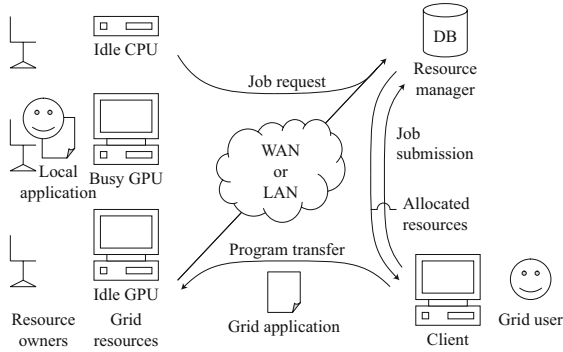 Idle CPU
DB
Resource
manager
Job request
Job
submission
WAN
or
LAN
Local
application
Busy GPU
Allocated
resources
Program transfer
Idle GPU
Grid application
Resource
owners
Grid
resources
Client
Grid user